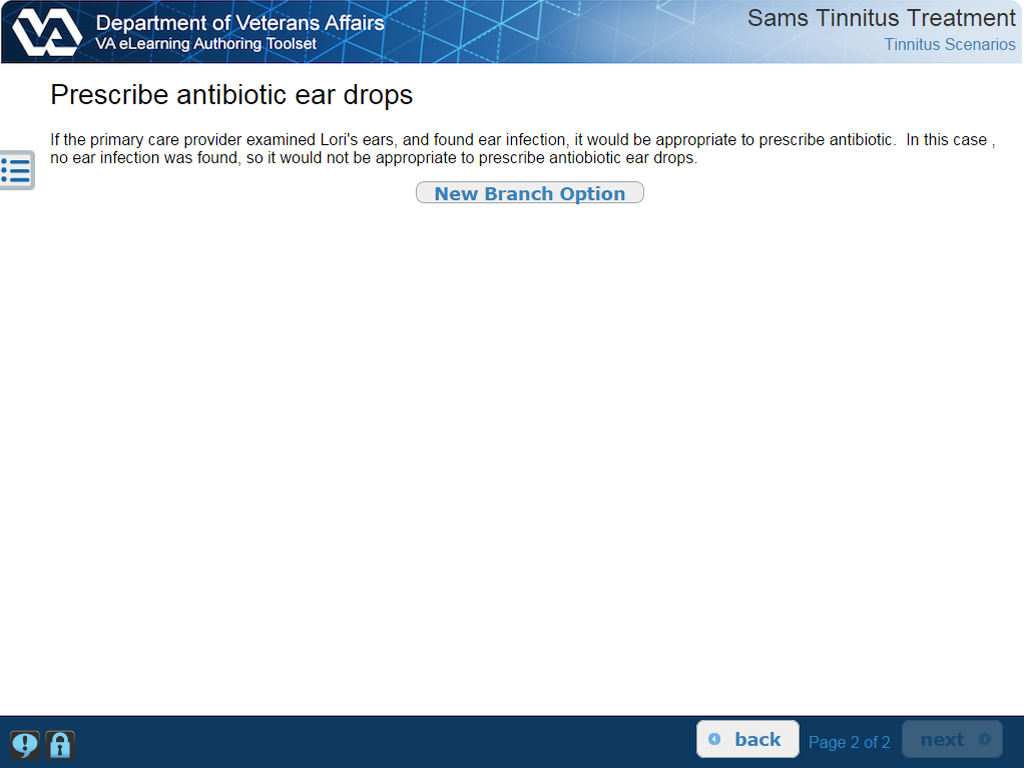 Department of Veterans Affairs
VA eLearning Authoring Toolset
Sams Tinnitus Treatment
Tinnitus Scenarios
Prescribe antibiotic ear drops
If the primary care provider examined Lori's ears, and found ear infection, it would be appropriate to prescribe antibiotic.  In this case ,
no ear infection was found, so it would not be appropriate to prescribe antiobiotic ear drops.
New Branch Option
back
Page 2 of 2
next